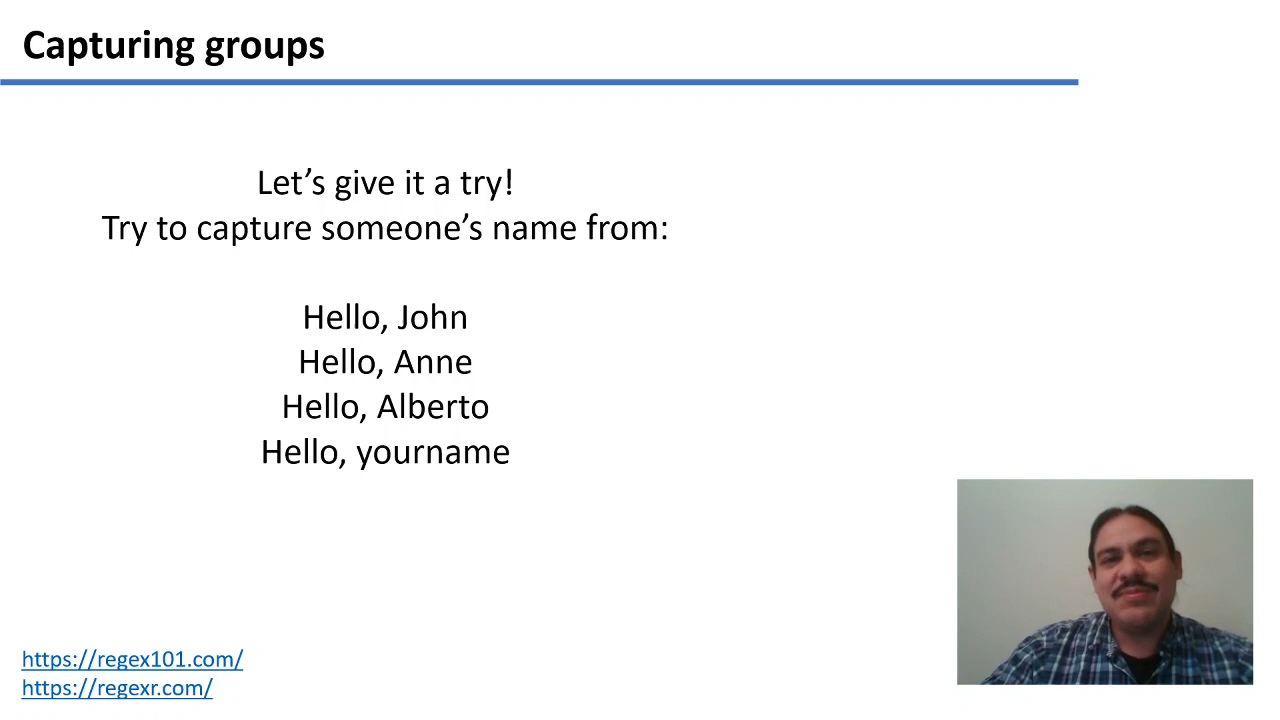 Capturing groups
Let’s give it a try!
Try to capture someone’s name from:
Hello, John
Hello, Anne
Hello, Alberto
Hello, yourname
https://regex101.com/
https://regexr.com/